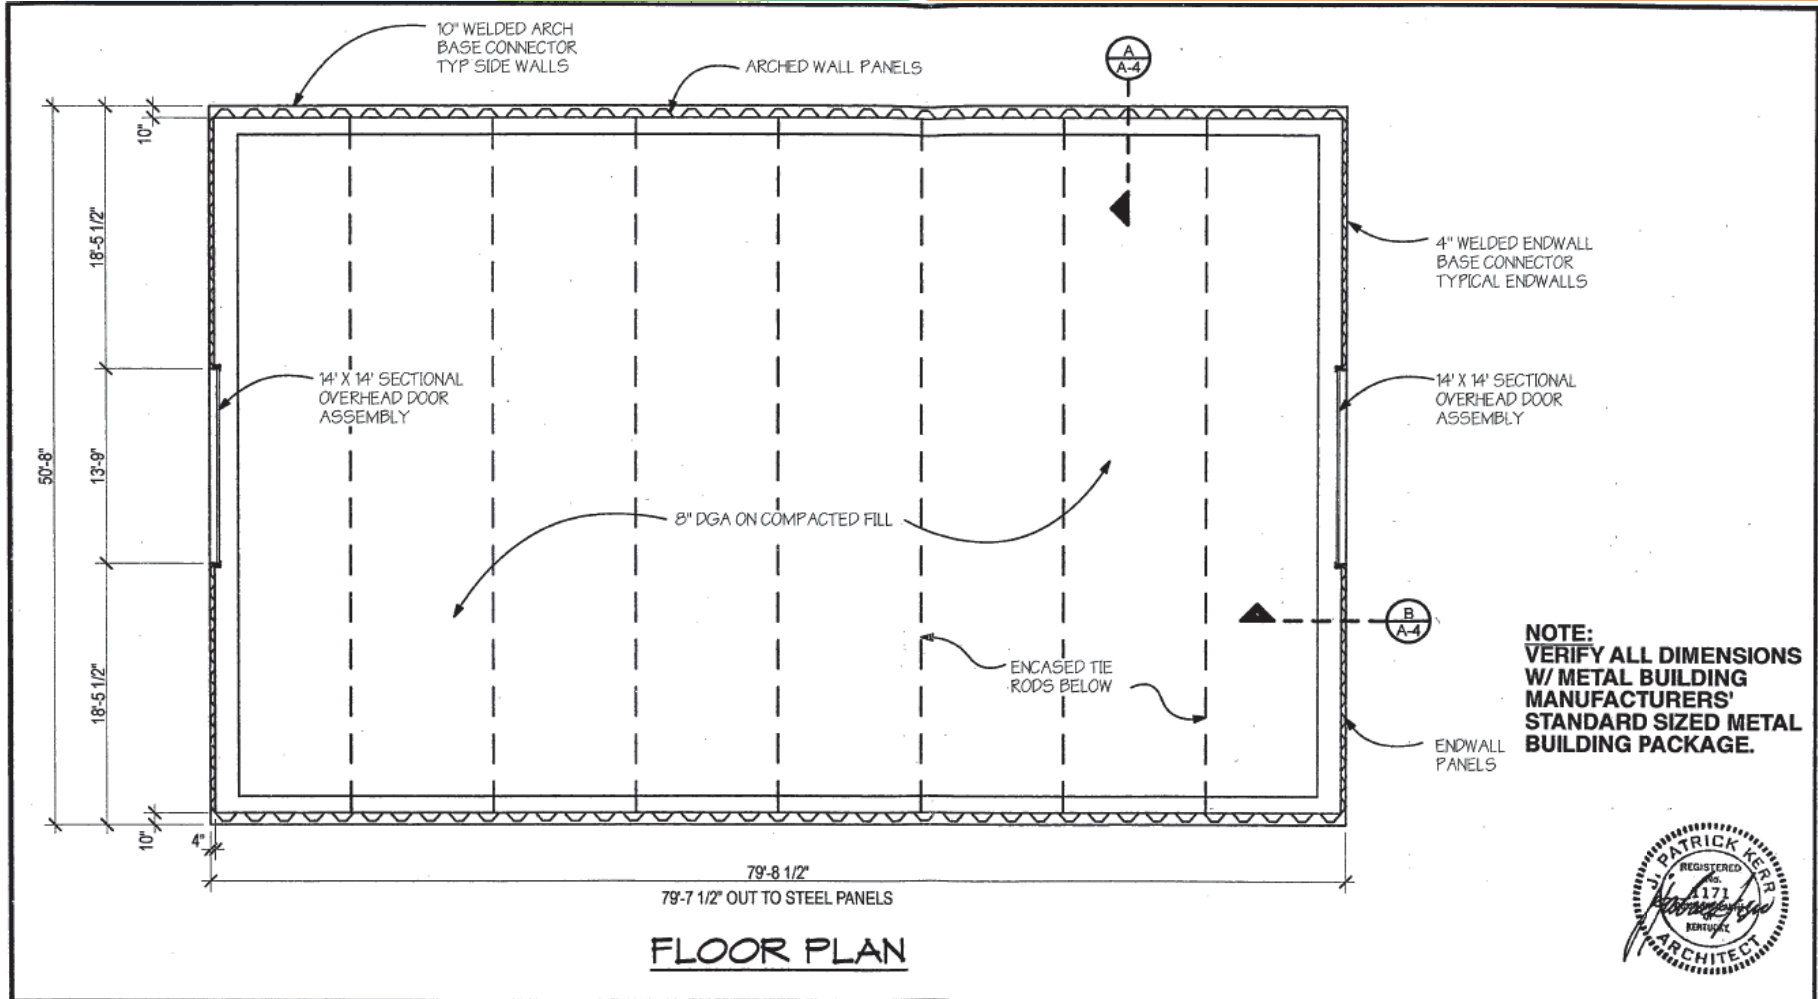 10" WELDED ARCH
BASE CONNECTOR
TYP SIDE WALLS
ARCHED WALL PANELS
A
A-4
10"
18'-5 1/2"
4" WELDED ENDWALL
BASE CONNECTOR
TYPICAL ENDWALLS
14' X 14' SECTIONAL
OVERHEAD DOOR
ASSEMBLY
14' X 14' SECTIONAL
OVERHEAD DOOR
ASSEMBLY
50'-8"
13'-9"
8" DGA ON COMPACTED FILL
B
A-4
NOTE:
VERIFY ALL DIMENSIONS
W/ METAL BUILDING
MANUFACTURERS'
STANDARD SIZED METAL
BUILDING PACKAGE.
ENCASED TIE
RODS BELOW
18'-5 1/2"
ENDWALL
PANELS
10"
4"
79'-8 1/2"
79'-7 1/2" OUT TO STEEL PANELS
FLOOR PLAN
J. PATRICK KERR
REGISTERED
No.
1171
OF
KENTUCKY
ARCHITECT